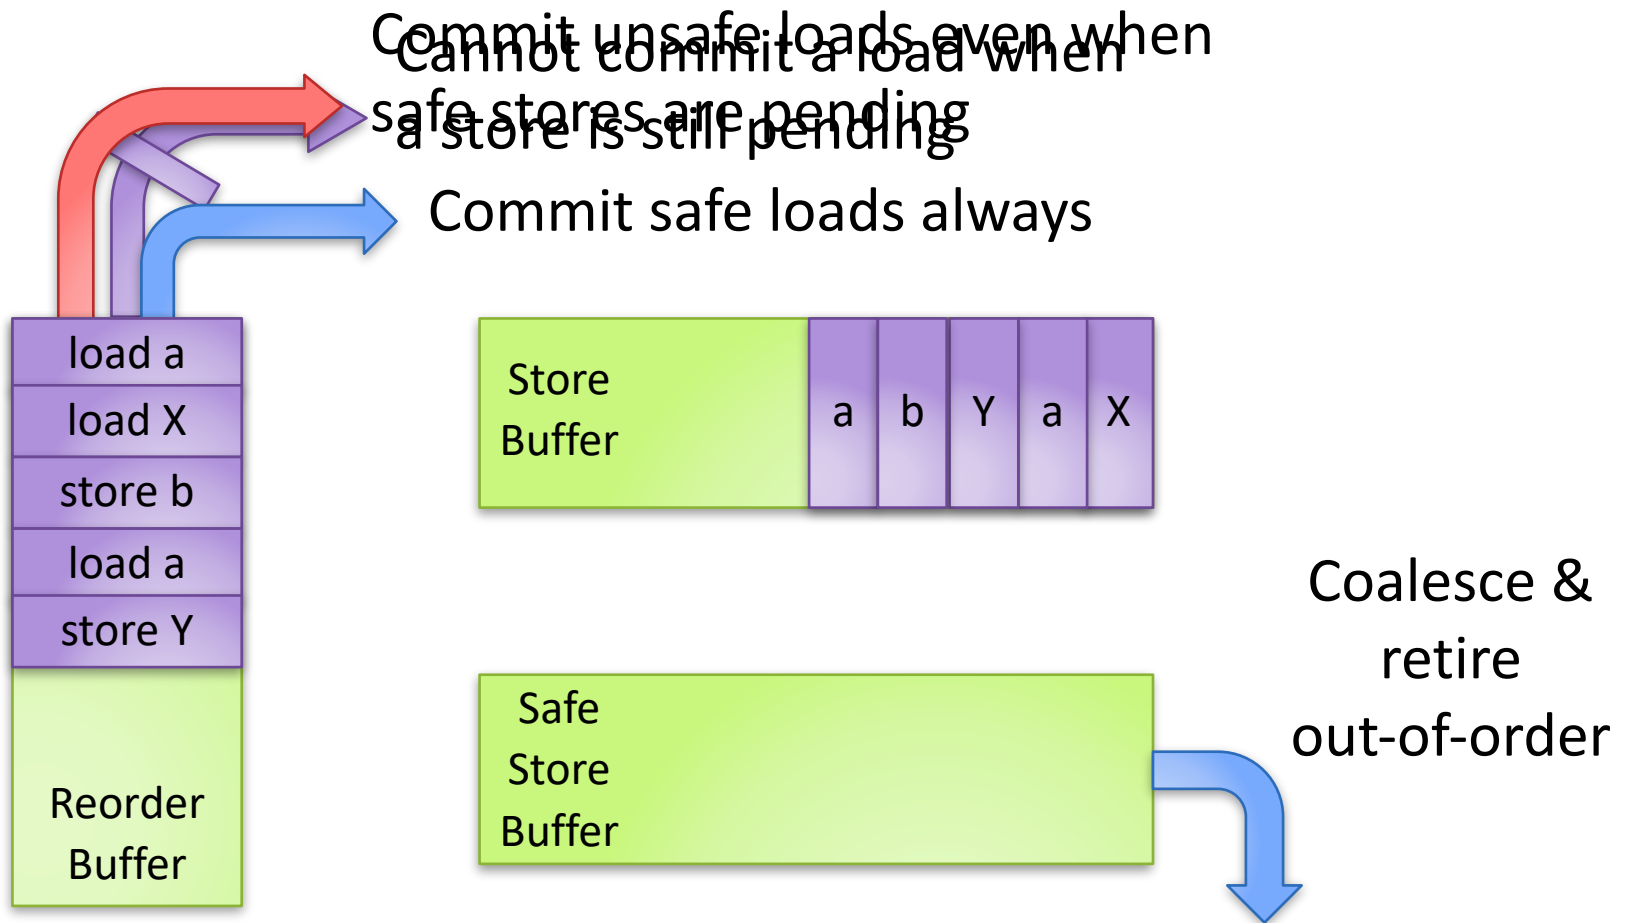 Commit unsafe loads even when
safe stores are pending
Cannot commit a load when
a store is still pending
Commit safe loads always
load a
load X
store b
load a
store Y
Reorder
Buffer
Store
Buffer
a b Y a X
Safe
Store
Buffer
Coalesce &
retire
out-of-order